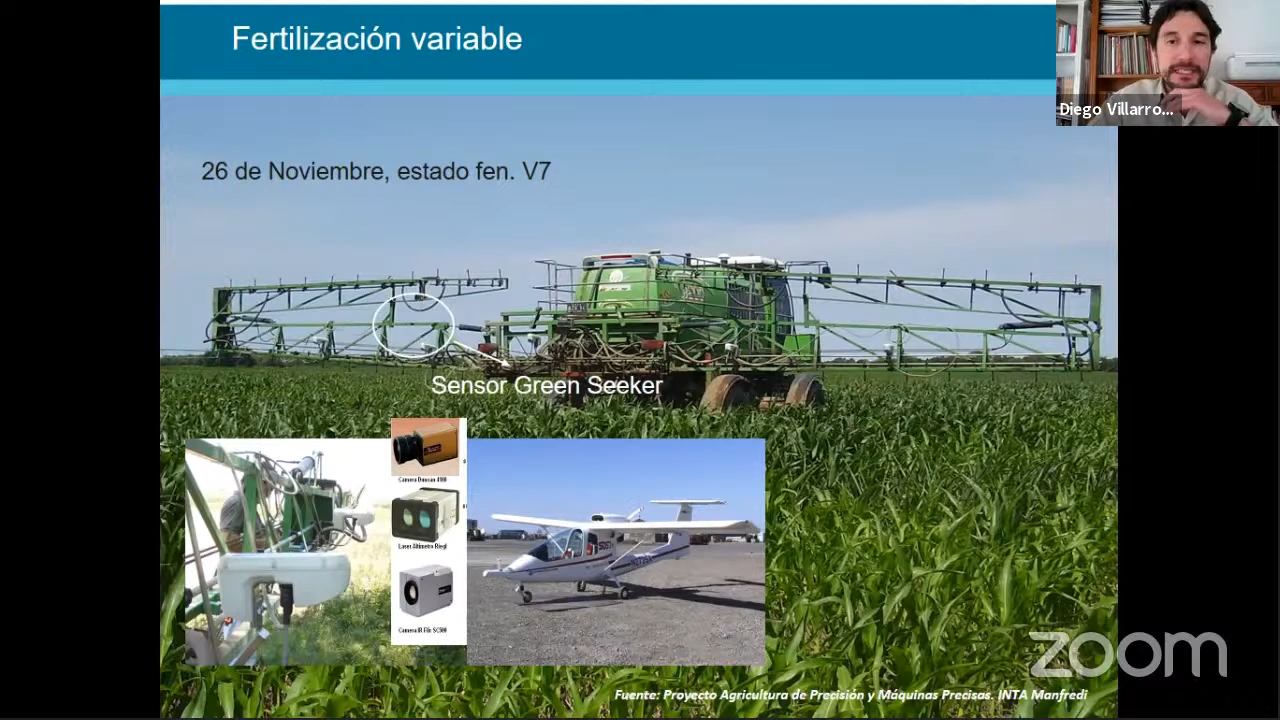 Fertilización variable
Diego Villarro...
26 de Noviembre, estado fen. V7
Sensor Green Seeker
Camera Duncan 4100
Laser Altimetro Riegl
Camera IR Flir SC500
zoom
Fuente: Proyecto Agricultura de Precisión y Máquinas Precisas. INTA Manfredi